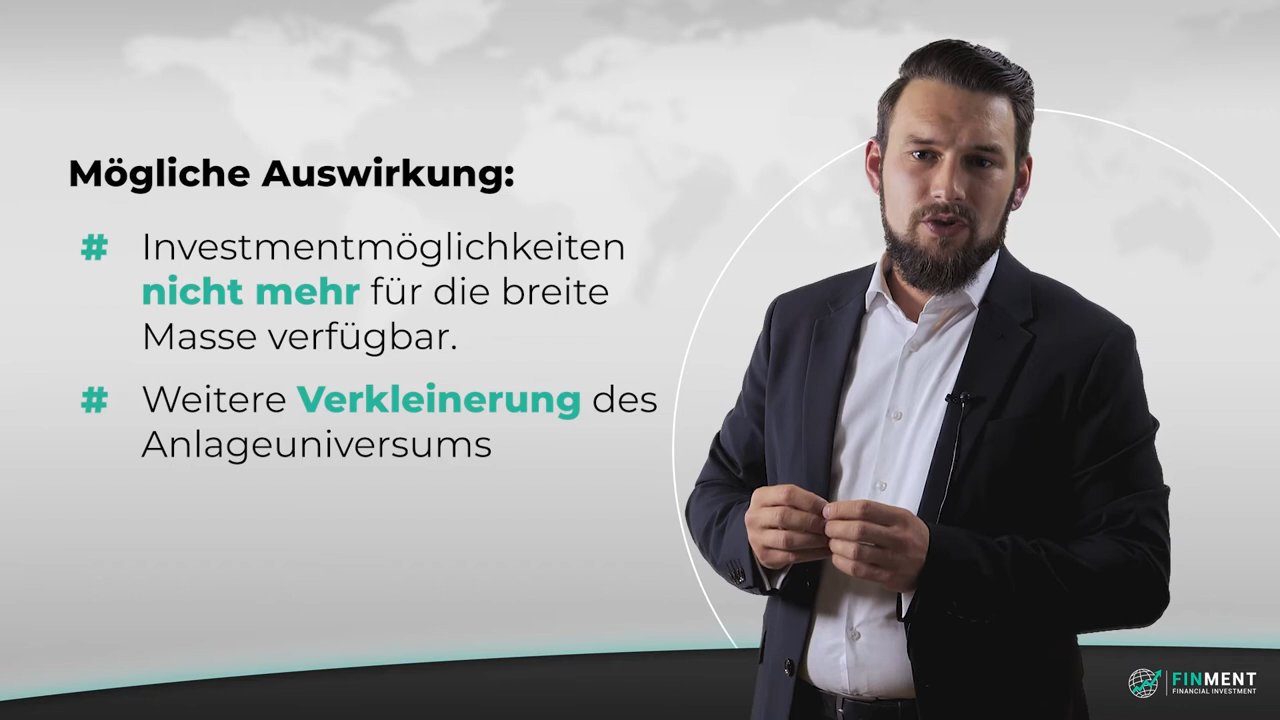 Mögliche Auswirkung:
# Investmentmöglichkeiten
nicht mehr für die breite
Masse verfügbar.
# Weitere Verkleinerung des
Anlageuniversums
FINMENT
FINANCIAL INVESTMENT